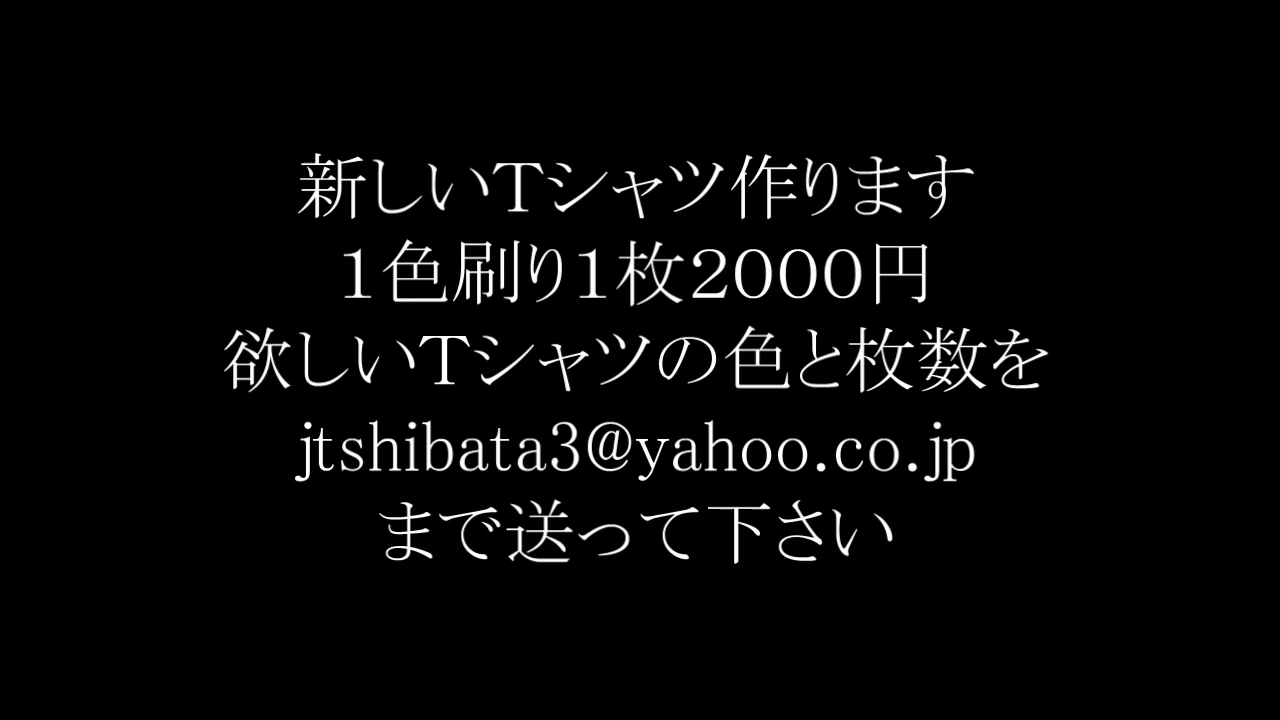 新しいTシャツ作ります
１色刷り１枚２０００円
欲しいTシャツの色と枚数を
jtshibata3@yahoo.co.jp
まで送って下さい